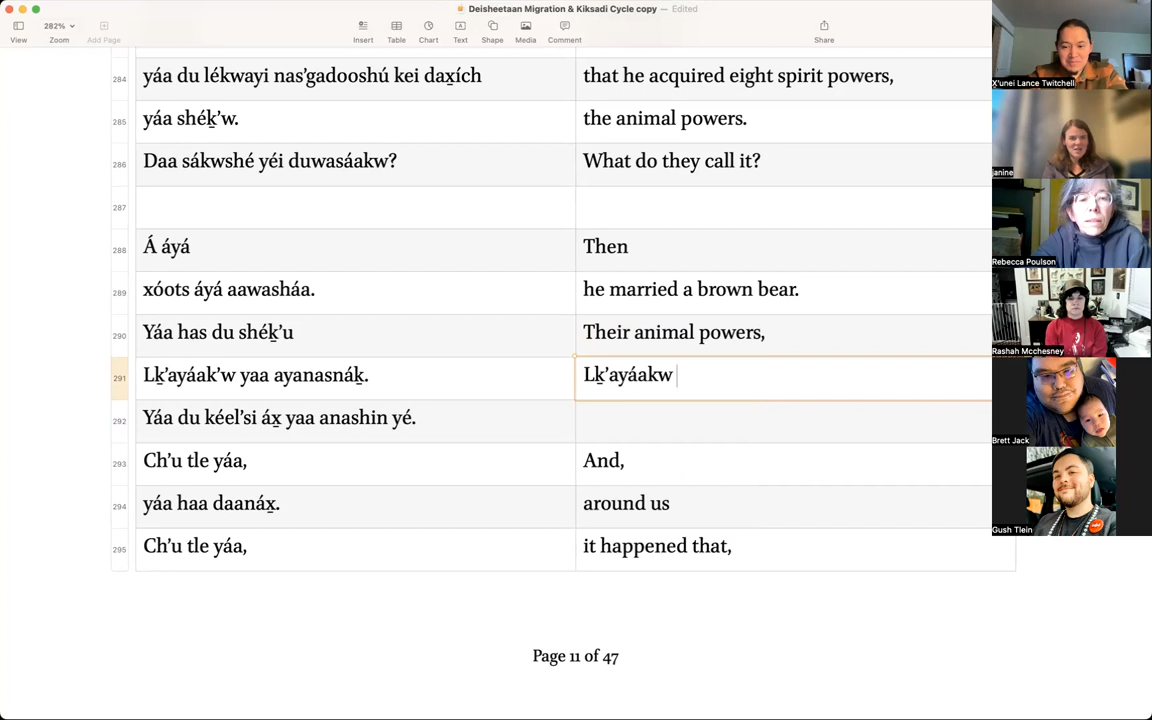 Deisheetaan Migration & Kiksadi Cycle copy — Edited
282%
View Zoom Add Page Insert Table Chart Text Shape Media Comment Share
284 yáa du lékwayi nas’gadooshú kei dax̱ích that he acquired eight spirit powers,
285 yáa shéḵ’w. the animal powers.
286 Daa sákwshé yéi duwasáakw? What do they call it?
287
288 Á áyá Then
289 xóots áyá aawasháa. he married a brown bear.
290 Yáa has du shéḵ’u Their animal powers,
291 Lḵ’ayáak’w yaa ayanasnáḵ. Lḵ’ayáakw
292 Yáa du kéel’si áx̱ yaa anashin yé.
293 Ch’u tle yáa, And,
294 yáa haa daanáx̱. around us
295 Ch’u tle yáa, it happened that,
Page 11 of 47
X̱’unei Lance Twitchell
janine
Rebecca Poulson
Rashah Mcchesney
Brett Jack
Gush Tlein